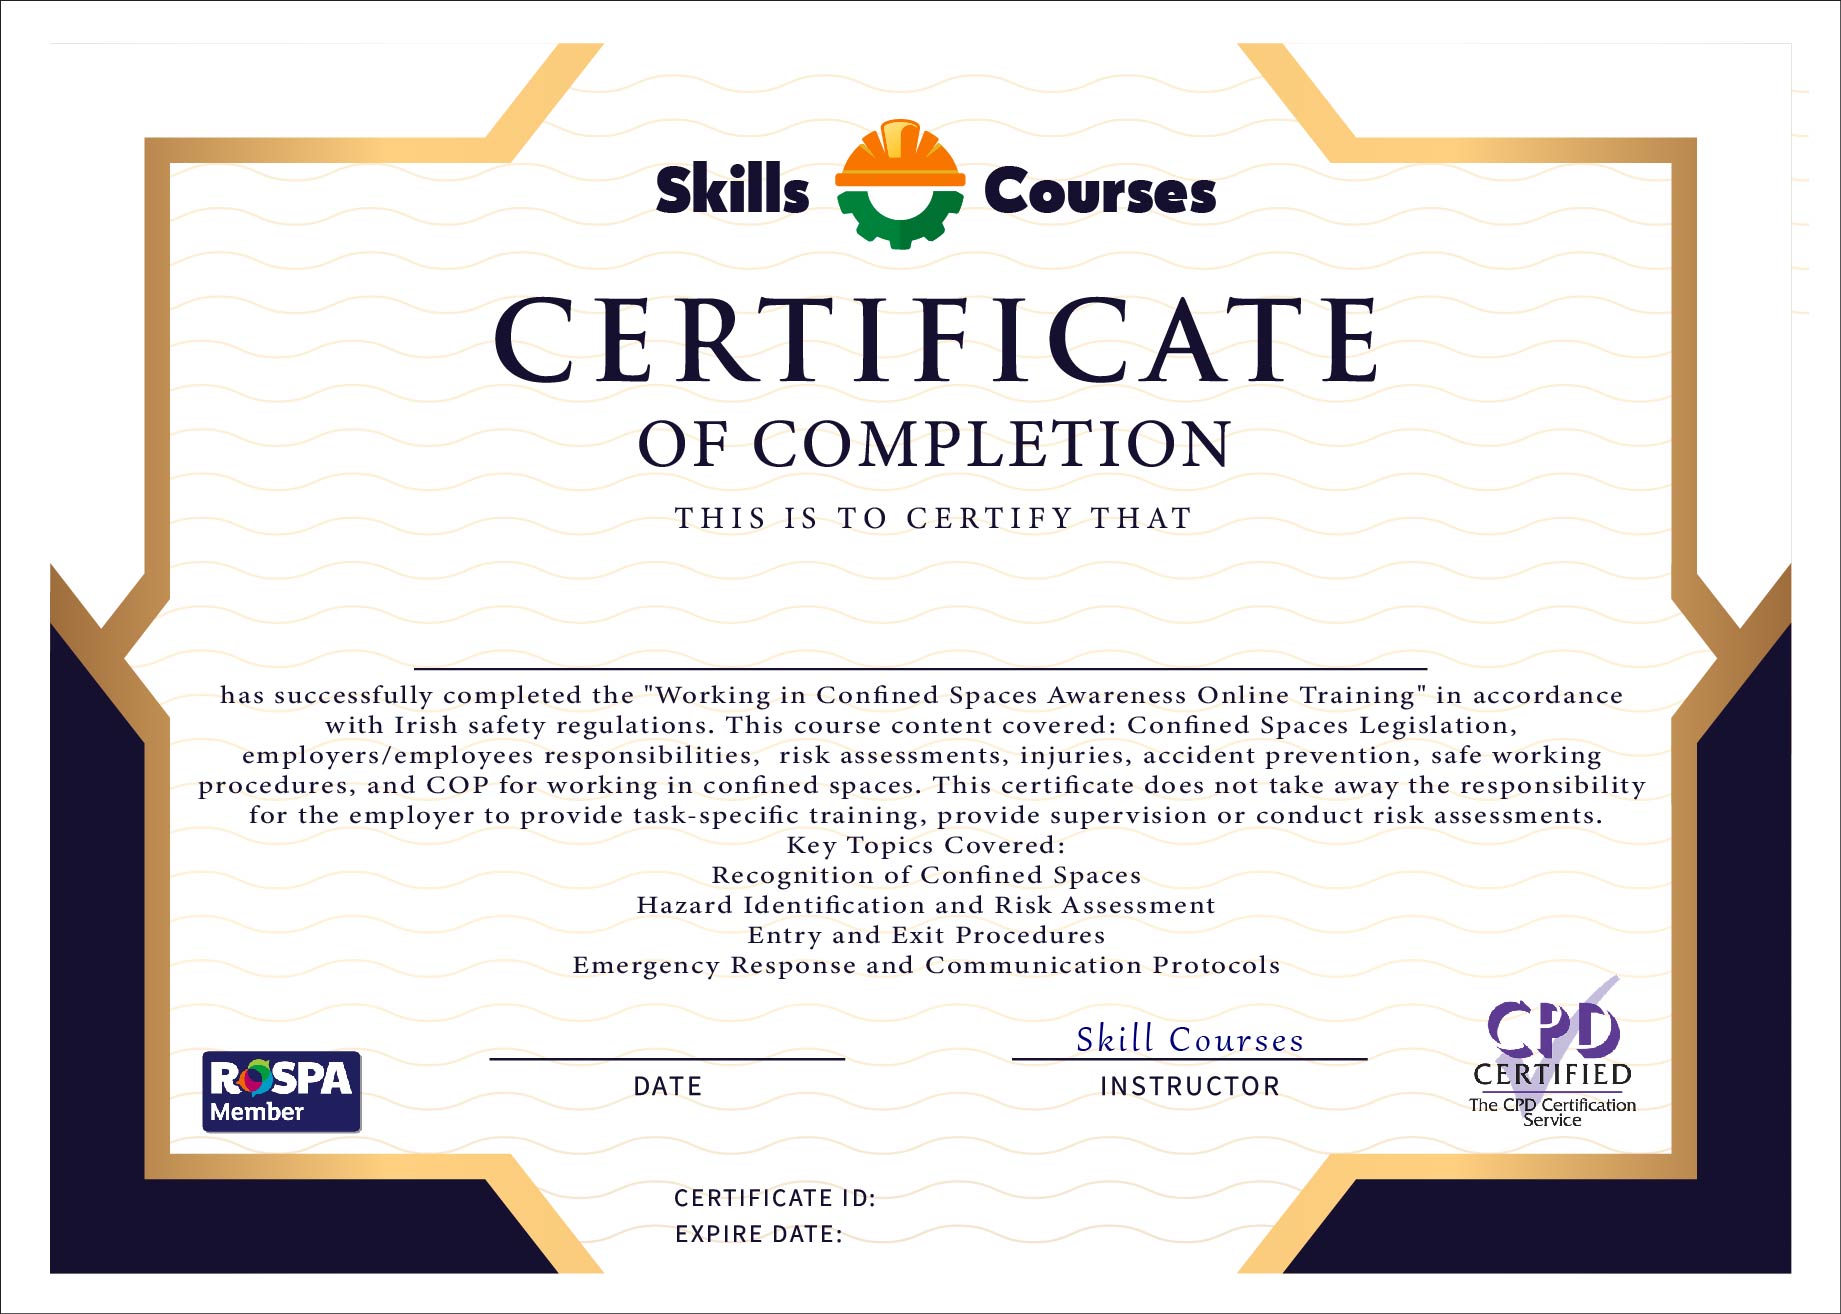 Skills Courses
CERTIFICATE
OF COMPLETION
THIS IS TO CERTIFY THAT
has successfully completed the "Working in Confined Spaces Awareness Online Training" in accordance
with Irish safety regulations. This course content covered: Confined Spaces Legislation,
employers/employees responsibilities,  risk assessments, injuries, accident prevention, safe working
procedures, and COP for working in confined spaces. This certificate does not take away the responsibility
for the employer to provide task-specific training, provide supervision or conduct risk assessments.
Key Topics Covered:
Recognition of Confined Spaces
Hazard Identification and Risk Assessment
Entry and Exit Procedures
Emergency Response and Communication Protocols
RoSPA
Member
DATE
Skill Courses
INSTRUCTOR
CPD
CERTIFIED
The CPD Certification
Service
CERTIFICATE ID:
EXPIRE DATE: